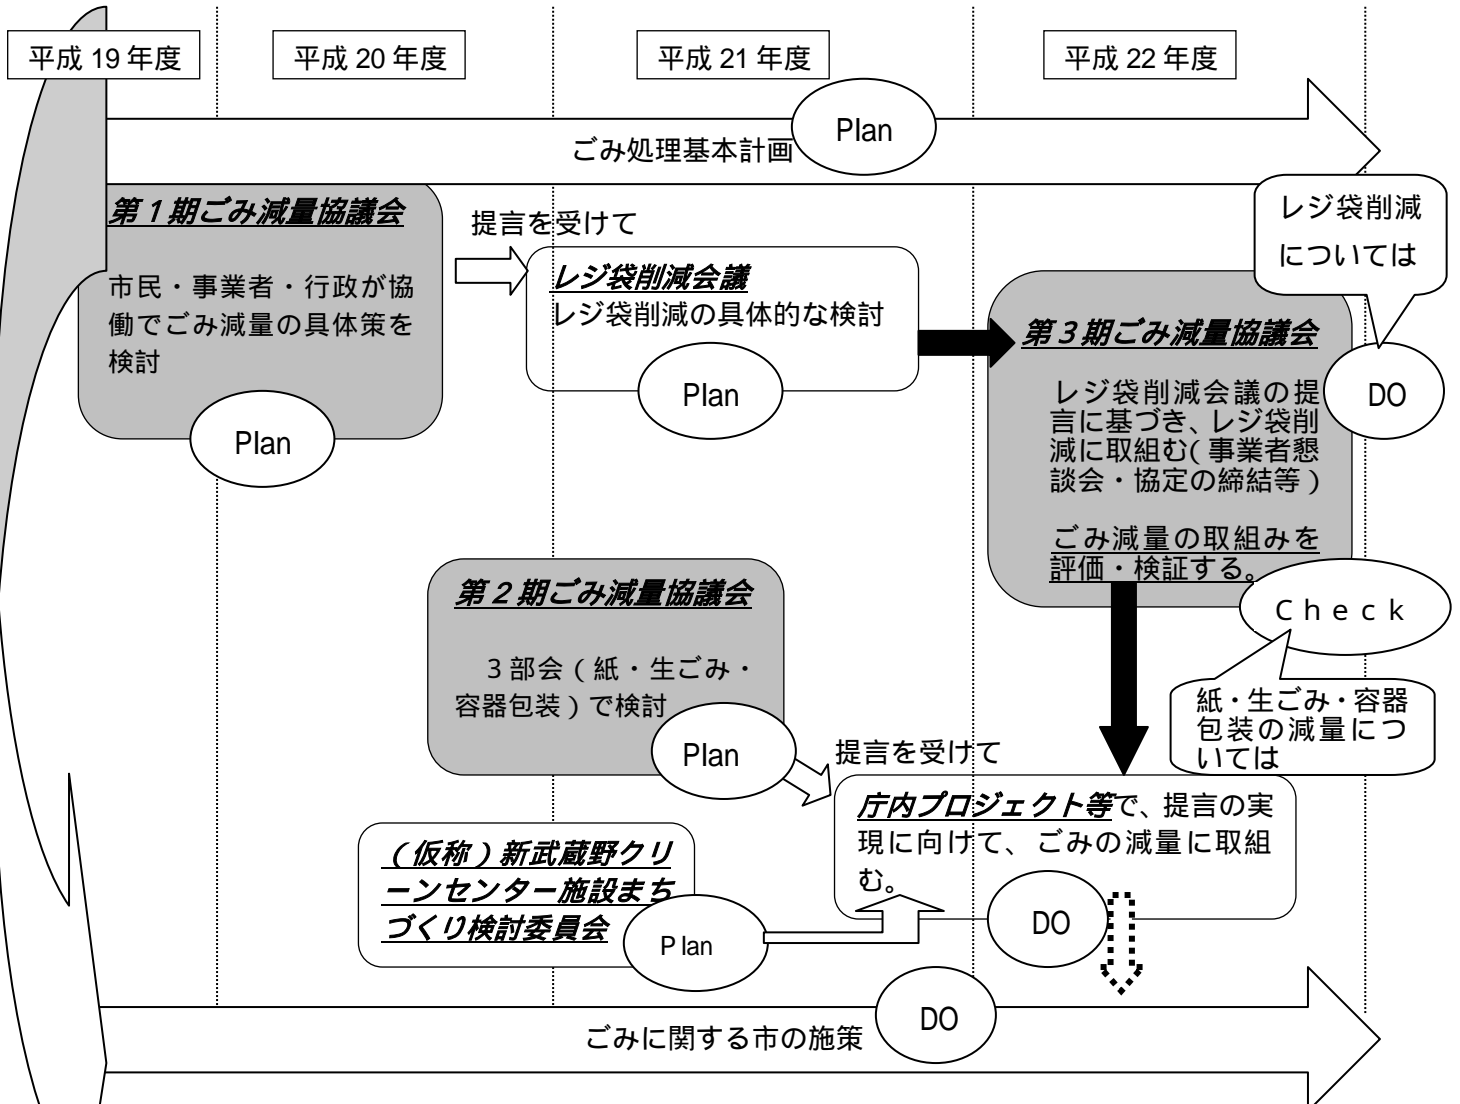 平成 19 年度
平成 20 年度
平成 21 年度
平成 22 年度
Plan
ごみ処理基本計画
第１期ごみ減量協議会
市民・事業者・行政が協
働でごみ減量の具体策を
検討
Plan
提言を受けて
レジ袋削減会議
レジ袋削減の具体的な検討
Plan
レジ袋削減
については
第３期ごみ減量協議会
レジ袋削減会議の提
言に基づき、レジ袋削
減に取組む（事業者懇
談会・協定の締結等）
ごみ減量の取組みを
評価・検証する。
DO
Ｃｈｅｃｋ
紙・生ごみ・容器
包装の減量につ
いては
第２期ごみ減量協議会
３部会（紙・生ごみ・
容器包装）で検討
Plan
提言を受けて
庁内プロジェクト等で、提言の実
現に向けて、ごみの減量に取組
む。
DO
（仮称）新武蔵野クリ
ーンセンター施設まち
づくり検討委員会
Plan
DO
ごみに関する市の施策